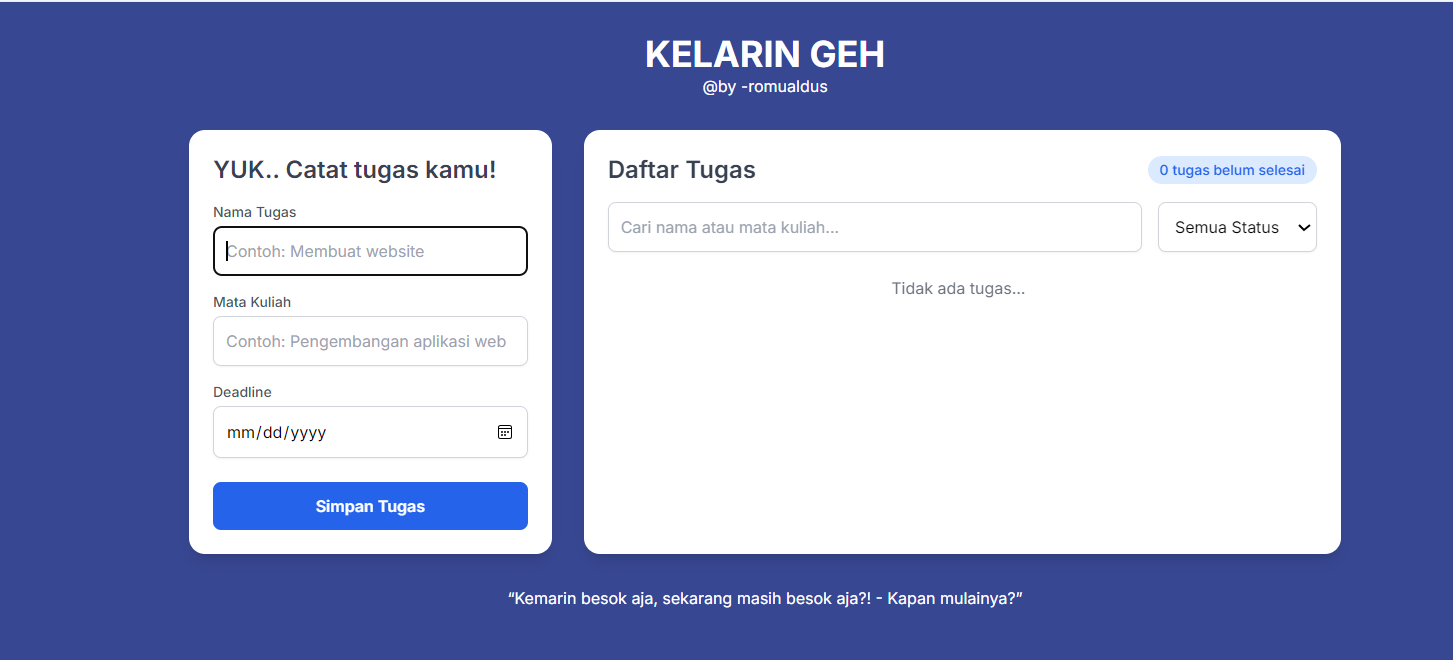 KELARIN GEH
@by -romualdus
YUK.. Catat tugas kamu!
Nama Tugas
Contoh: Membuat website
Mata Kuliah
Contoh: Pengembangan aplikasi web
Deadline
mm/dd/yyyy
Simpan Tugas
Daftar Tugas
0 tugas belum selesai
Cari nama atau mata kuliah...
Semua Status
Tidak ada tugas...
“Kemarin besok aja, sekarang masih besok aja?! - Kapan mulainya?”